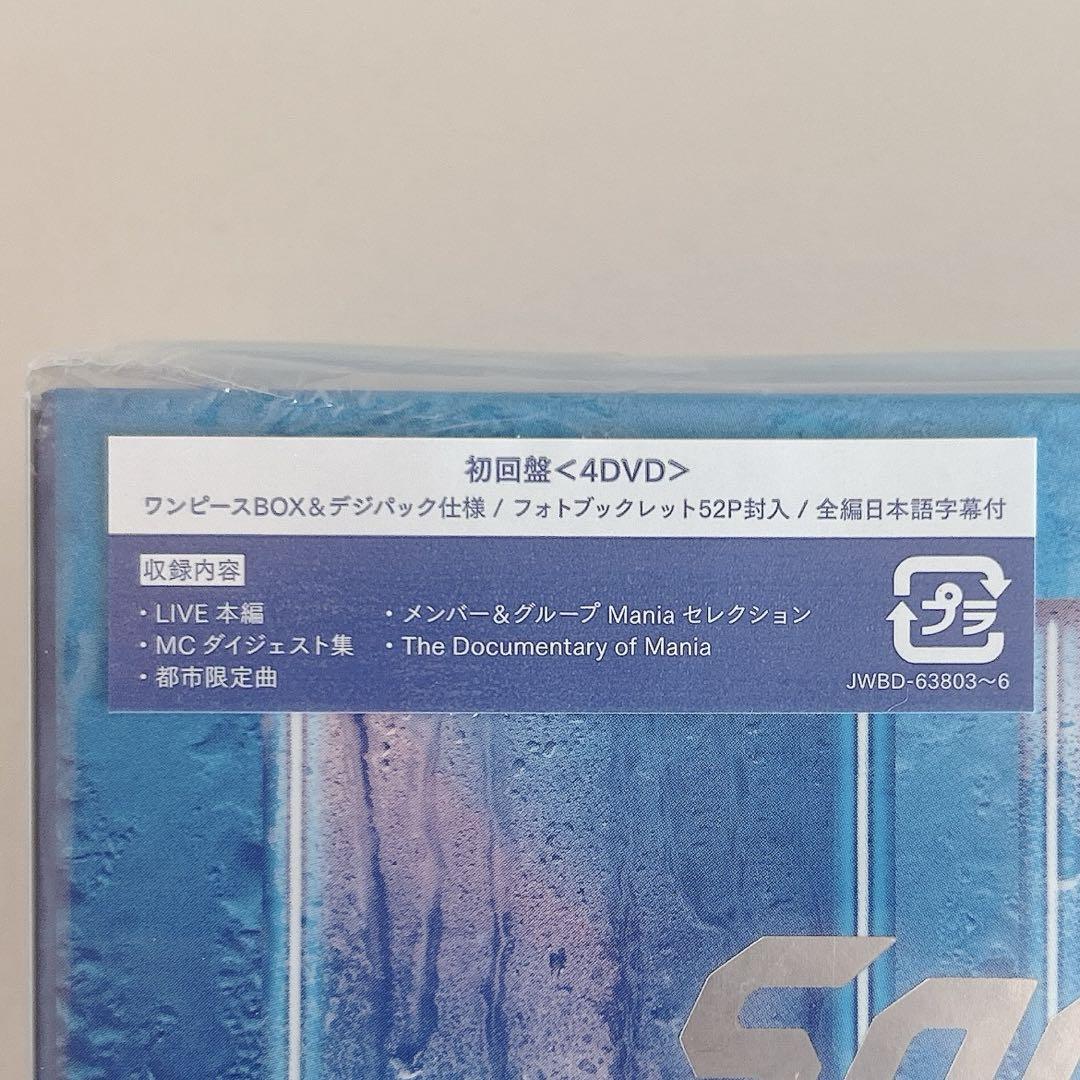 初回盤<4DVD>
ワンピースBOX&デジパック仕様 / フォトブックレット52P封入 / 全編日本語字幕付
収録内容
・LIVE 本編
・MC ダイジェスト集
・都市限定曲
・メンバー&グループ Mania セレクション
・The Documentary of Mania
プラ
JWBD-63803〜6